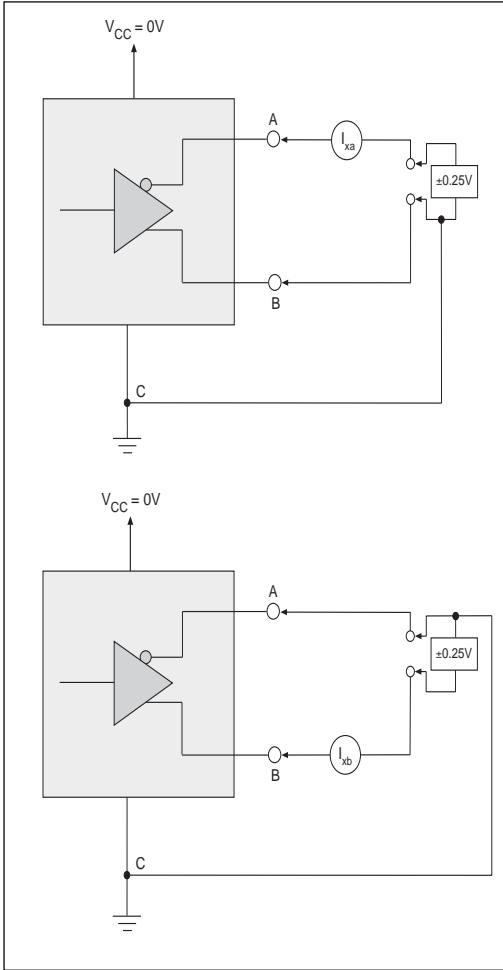 V_CC = 0V
A
I_xa
±0.25V
B
C
V_CC = 0V
A
±0.25V
B
I_xb
C